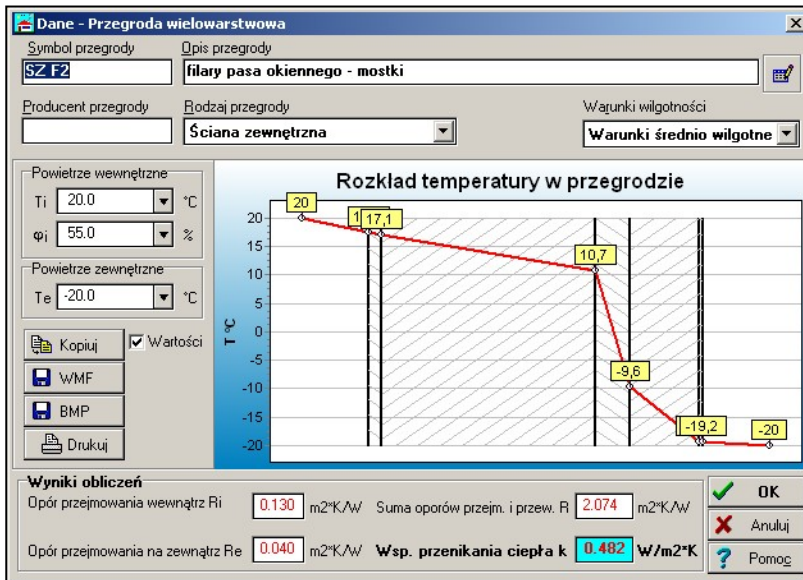 Dane - Przegroda wielowarstwowa
Symbol przegrody
Opis przegrody
SZ F2
filary pasa okiennego - mostki
Producent przegrody
Rodzaj przegrody
Warunki wilgotności
Ściana zewnętrzna
Warunki średnio wilgotne
Powietrze wewnętrzne
Ti 20.0 °C
φi 55.0 %
Powietrze zewnętrzne
Te -20.0 °C
Kopiuj
Wartości
WMF
BMP
Drukuj
Rozkład temperatury w przegrodzie
T °C
20
15
10
5
0
-5
-10
-15
-20
20
17,1
10,7
-9,6
-19,2
-20
Wyniki obliczeń
Opór przejmowania wewnątrz Ri 0.130 m2*K/W
Suma oporów przejm. i przew. R 2.074 m2*K/W
Opór przejmowania na zewnątrz Re 0.040 m2*K/W
Wsp. przenikania ciepła k 0.482 W/m2*K
OK
Anuluj
Pomoc